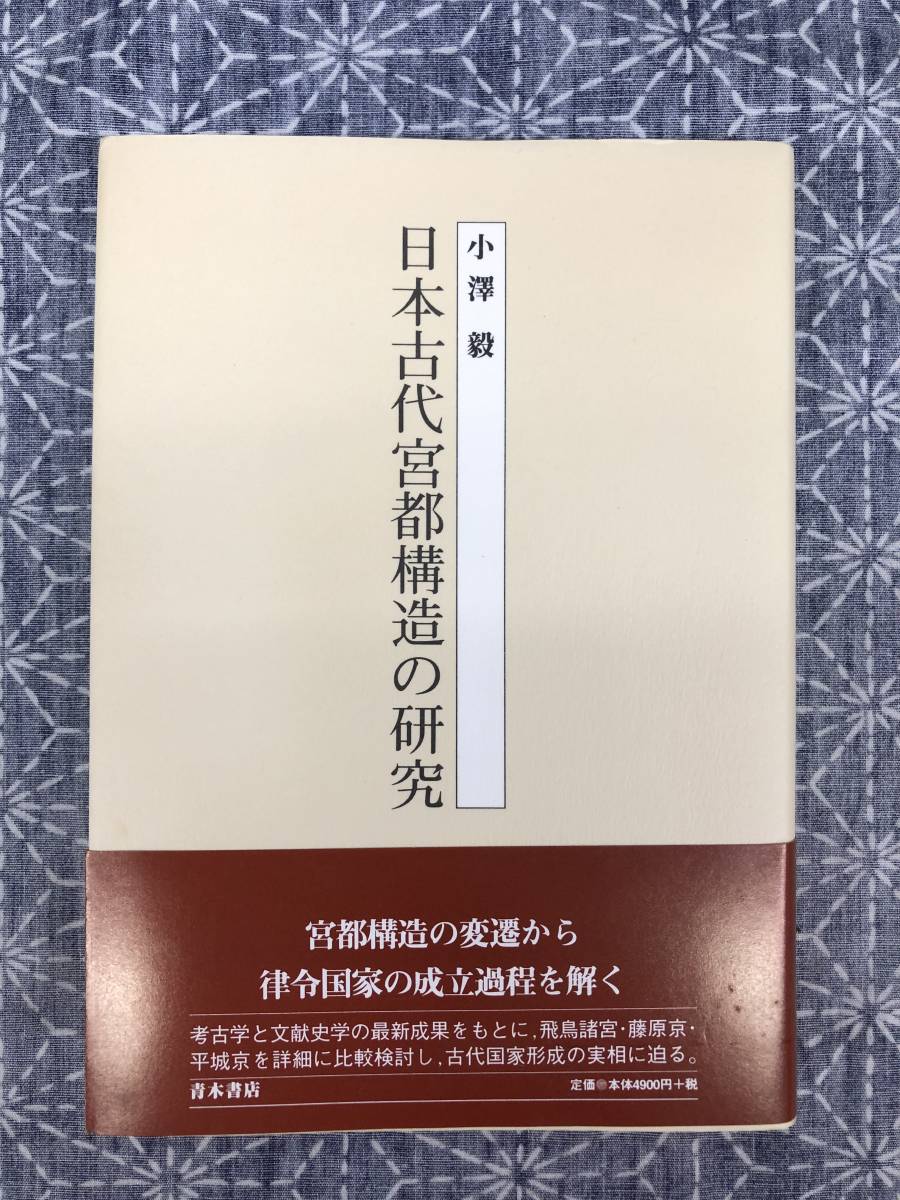 小澤 毅
日本古代宮都構造の研究
宮都構造の変遷から
律令国家の成立過程を解く
考古学と文献史学の最新成果をもとに,飛鳥諸宮・藤原京・
平城京を詳細に比較検討し,古代国家形成の実相に迫る。
青木書店
定価●本体4900円+税